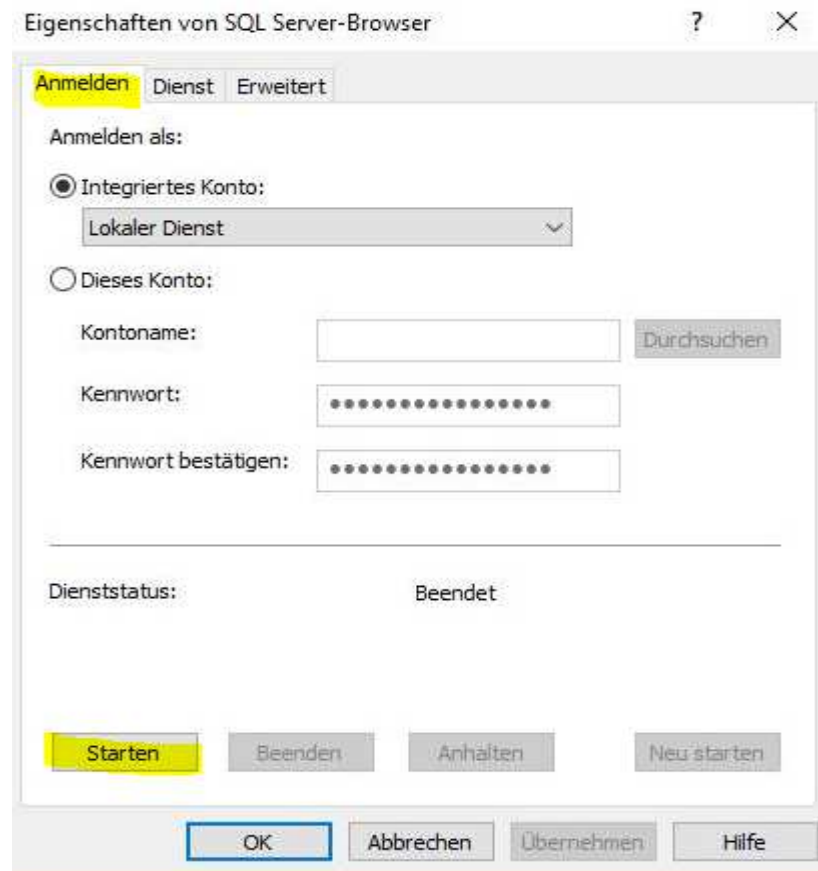 Eigenschaften von SQL Server-Browser ?
Anmelden Dienst Erweitert
Anmelden als:
Integriertes Konto:
Lokaler Dienst
Dieses Konto:
Kontoname: Durchsuchen
Kennwort: ●●●●●●●●●●●●●●●●
Kennwort bestätigen: ●●●●●●●●●●●●●●●●
Dienststatus: Beendet
Starten Beenden Anhalten Neu starten
OK Abbrechen Übernehmen Hilfe